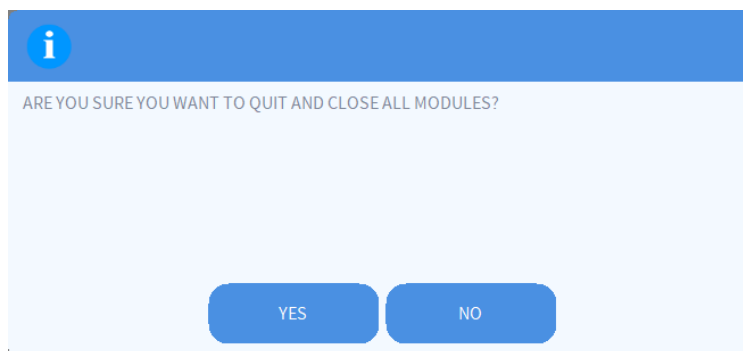 ARE YOU SURE YOU WANT TO QUIT AND CLOSE ALL MODULES?
YES
NO